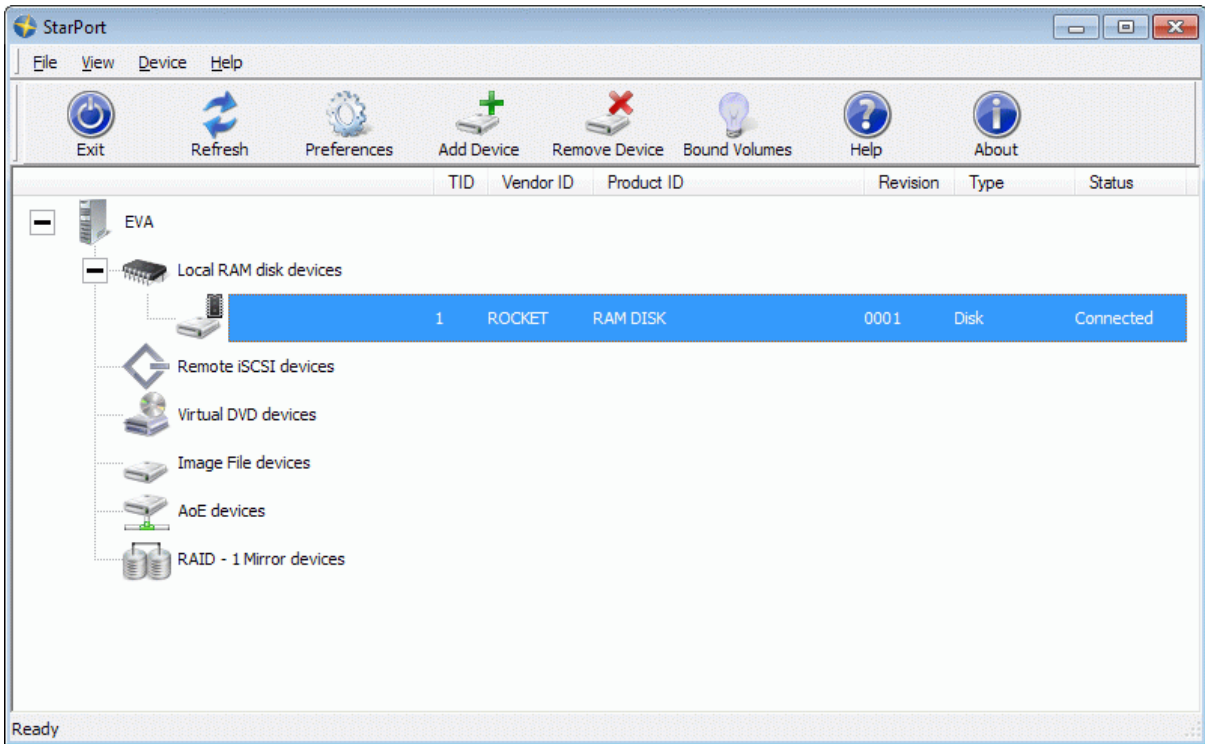 StarPort
File View Device Help
Exit Refresh Preferences Add Device Remove Device Bound Volumes Help About
TID Vendor ID Product ID Revision Type Status
EVA
Local RAM disk devices
1 ROCKET RAM DISK 0001 Disk Connected
Remote iSCSI devices
Virtual DVD devices
Image File devices
AoE devices
RAID - 1 Mirror devices
Ready